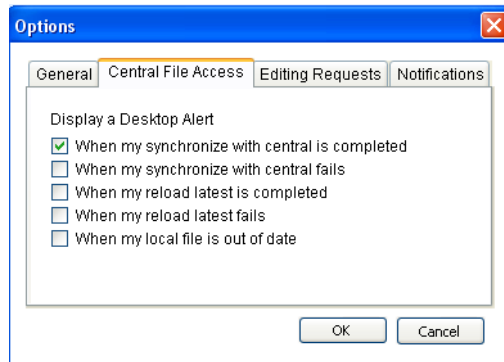 Options
General Central File Access Editing Requests Notifications
Display a Desktop Alert
When my synchronize with central is completed
When my synchronize with central fails
When my reload latest is completed
When my reload latest fails
When my local file is out of date
OK Cancel